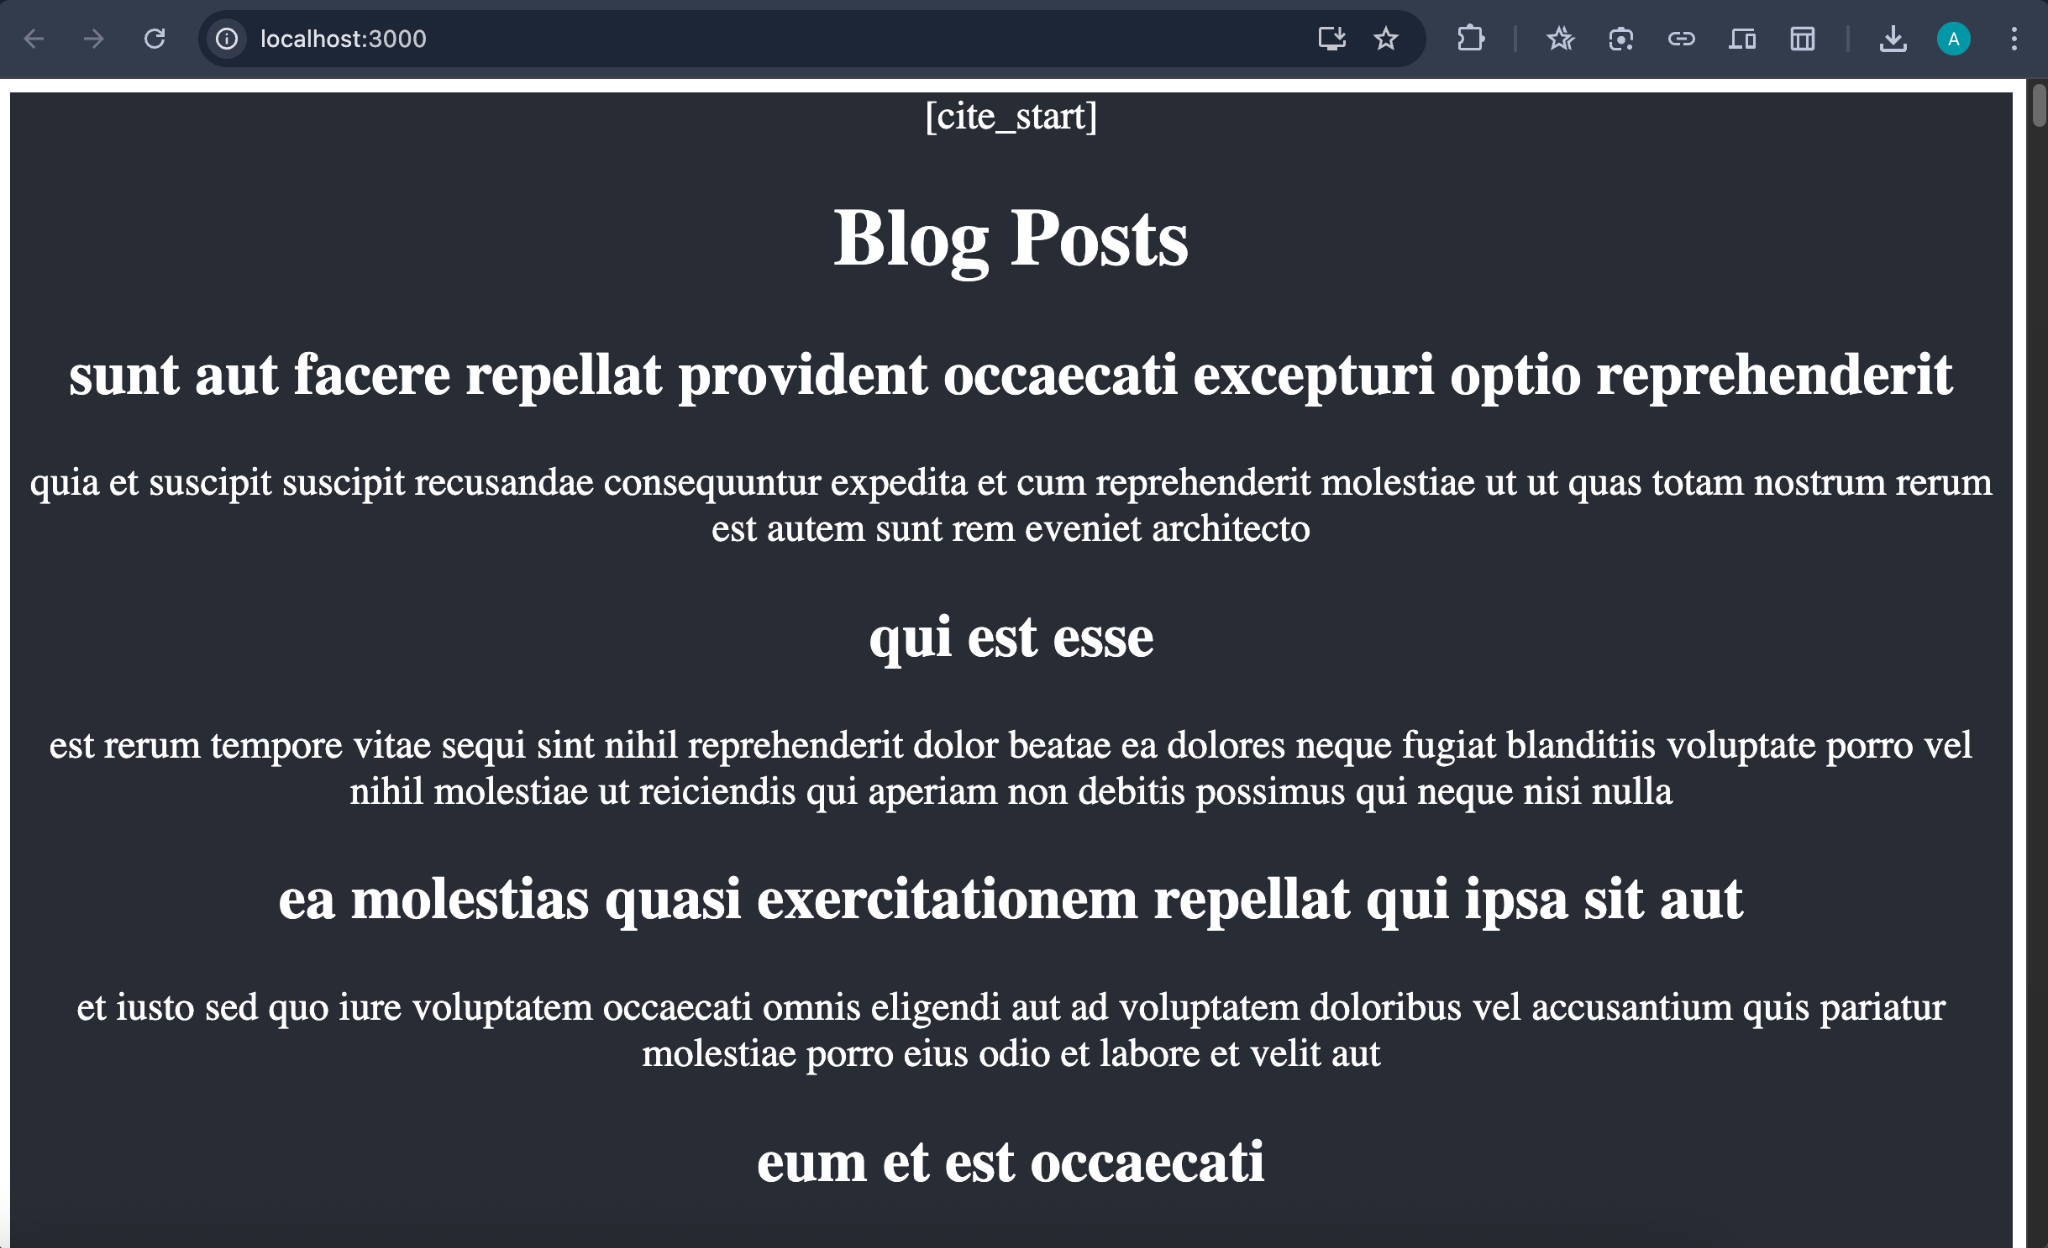 localhost:3000
A
[cite_start]
Blog Posts
sunt aut facere repellat provident occaecati excepturi optio reprehenderit
quia et suscipit suscipit recusandae consequuntur expedita et cum reprehenderit molestiae ut ut quas totam nostrum rerum
est autem sunt rem eveniet architecto
qui est esse
est rerum tempore vitae sequi sint nihil reprehenderit dolor beatae ea dolores neque fugiat blanditiis voluptate porro vel
nihil molestiae ut reiciendis qui aperiam non debitis possimus qui neque nisi nulla
ea molestias quasi exercitationem repellat qui ipsa sit aut
et iusto sed quo iure voluptatem occaecati omnis eligendi aut ad voluptatem doloribus vel accusantium quis pariatur
molestiae porro eius odio et labore et velit aut
eum et est occaecati